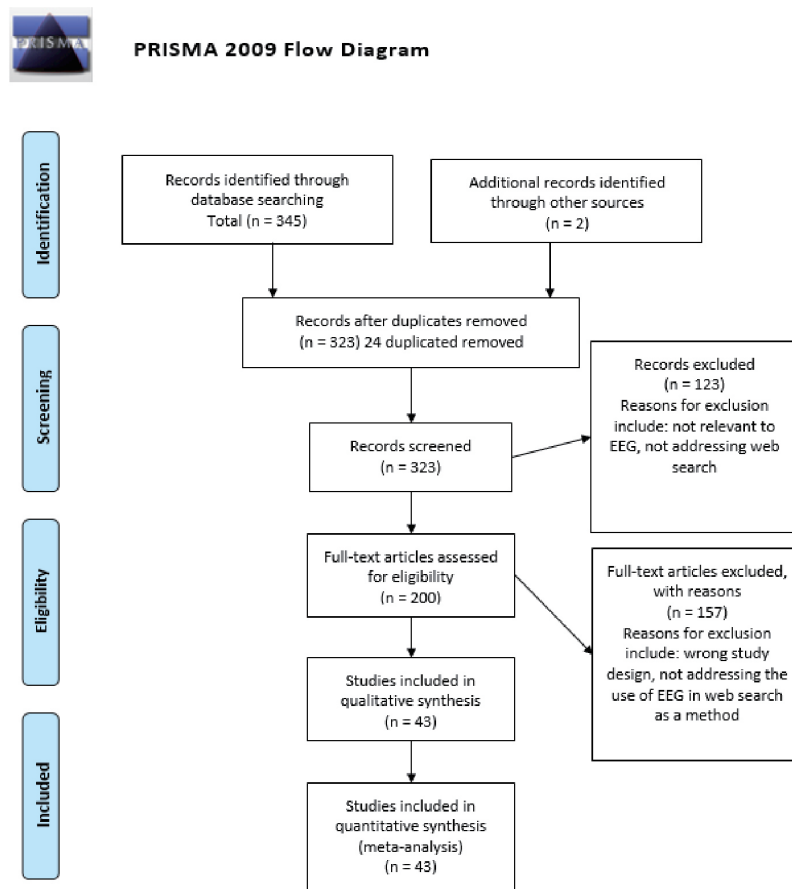 PRISMA
PRISMA 2009 Flow Diagram
Identification
Records identified through
database searching
Total (n = 345)
Additional records identified
through other sources
(n = 2)
Records after duplicates removed
(n = 323) 24 duplicated removed
Screening
Records excluded
(n = 123)
Reasons for exclusion
include: not relevant to
EEG, not addressing web
search
Records screened
(n = 323)
Eligibility
Full-text articles assessed
for eligibility
(n = 200)
Full-text articles excluded,
with reasons
(n = 157)
Reasons for exclusion
include: wrong study
design, not addressing the
use of EEG in web search
as a method
Studies included in
qualitative synthesis
(n = 43)
Included
Studies included in
quantitative synthesis
(meta-analysis)
(n = 43)